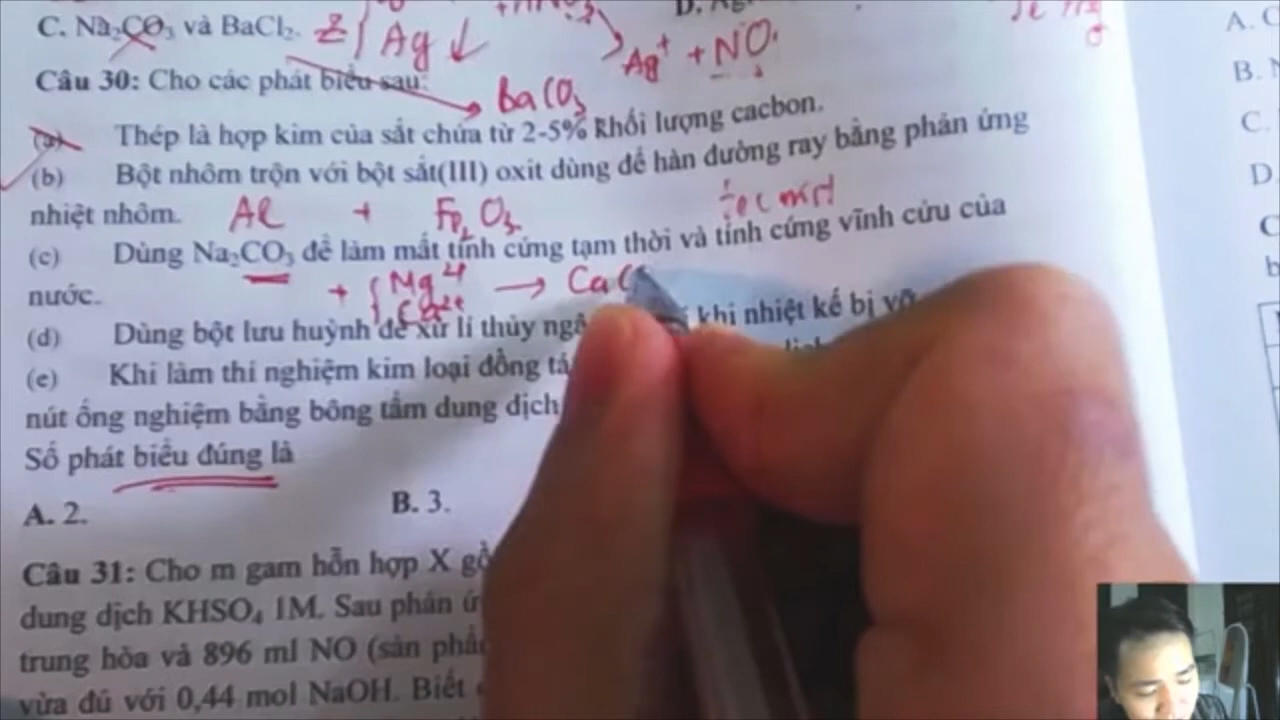 C. Na₂CO₃ và BaCl₂. 2 { Ag ↓
Ag⁺ + NO
Câu 30: Cho các phát biểu sau:
BaCO₃
(a) Thép là hợp kim của sắt chứa từ 2-5% khối lượng cacbon.
(b) Bột nhôm trộn với bột sắt(III) oxit dùng để hàn đường ray bằng phản ứng
nhiệt nhôm.
Al + Fe₂O₃
(c) Dùng Na₂CO₃ để làm mất tính cứng tạm thời và tính cứng vĩnh cửu của
nước.
+ { Mg²⁺ → CaC
Ca²⁺
(d) Dùng bột lưu huỳnh để xử lí thủy ngâ khi nhiệt kế bị vỡ
(e) Khi làm thí nghiệm kim loại đồng tá
nút ống nghiệm bằng bông tẩm dung dịch
Số phát biểu đúng là
A. 2. B. 3.
Câu 31: Cho m gam hỗn hợp X gồ
dung dịch KHSO₄ 1M. Sau phản ứ
trung hòa và 896 ml NO (sản phẩ
vừa đủ với 0,44 mol NaOH. Biết
A. C
B.
C.
D.